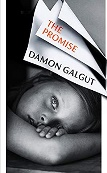 THE
PROMISE
DAMON GALGUT